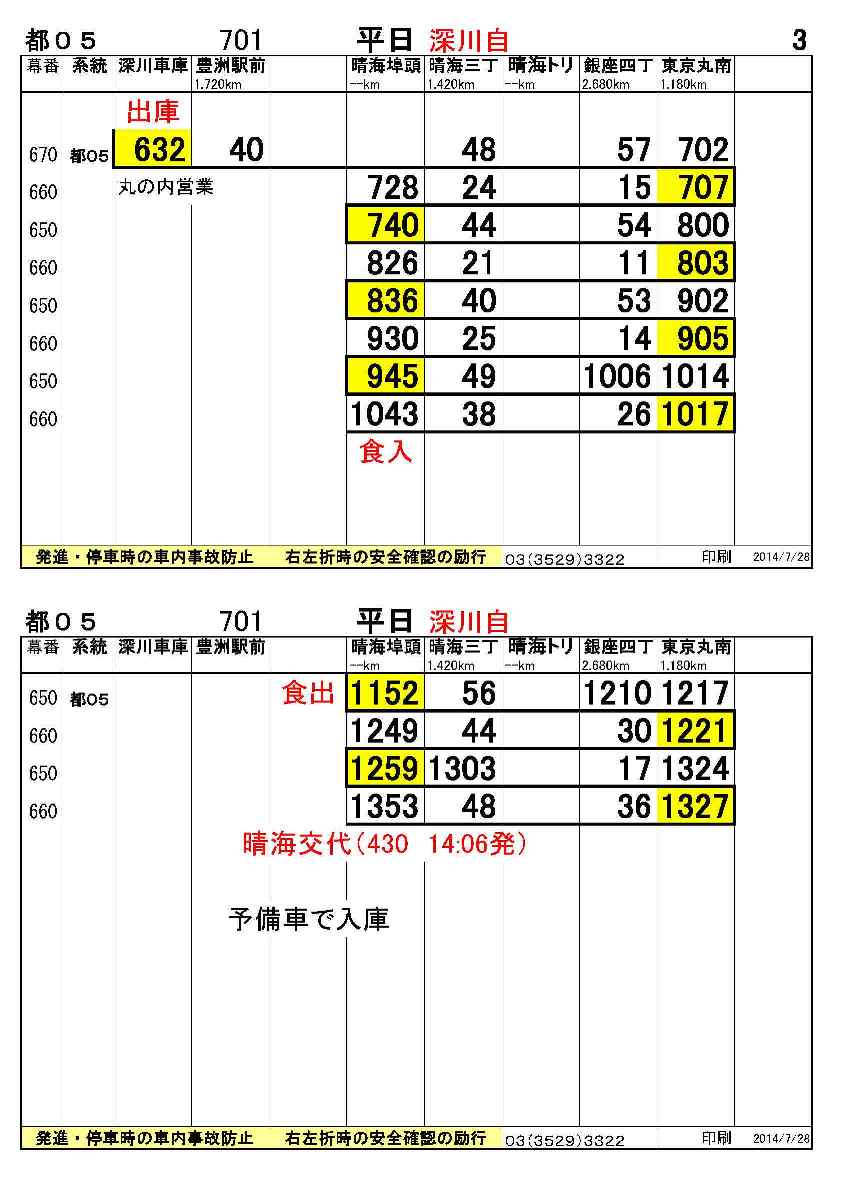 都０５ 701 平日 深川自 3
幕番 系統 深川車庫 豊洲駅前 晴海埠頭 晴海三丁 晴海トリ 銀座四丁 東京丸南
1.720km --km 1.420km --km 2.680km 1.180km
出庫
670 都05 632 40 48 57 702
660 丸の内営業 728 24 15 707
650 740 44 54 800
660 826 21 11 803
650 836 40 53 902
660 930 25 14 905
650 945 49 1006 1014
660 1043 38 26 1017
食入
発進・停車時の車内事故防止 右左折時の安全確認の励行 03(3529)3322 印刷 2014/7/28
都０５ 701 平日 深川自
幕番 系統 深川車庫 豊洲駅前 晴海埠頭 晴海三丁 晴海トリ 銀座四丁 東京丸南
--km 1.420km --km 2.680km 1.180km
650 都05 食出 1152 56 1210 1217
660 1249 44 30 1221
650 1259 1303 17 1324
660 1353 48 36 1327
晴海交代(430 14:06発)
予備車で入庫
発進・停車時の車内事故防止 右左折時の安全確認の励行 03(3529)3322 印刷 2014/7/28